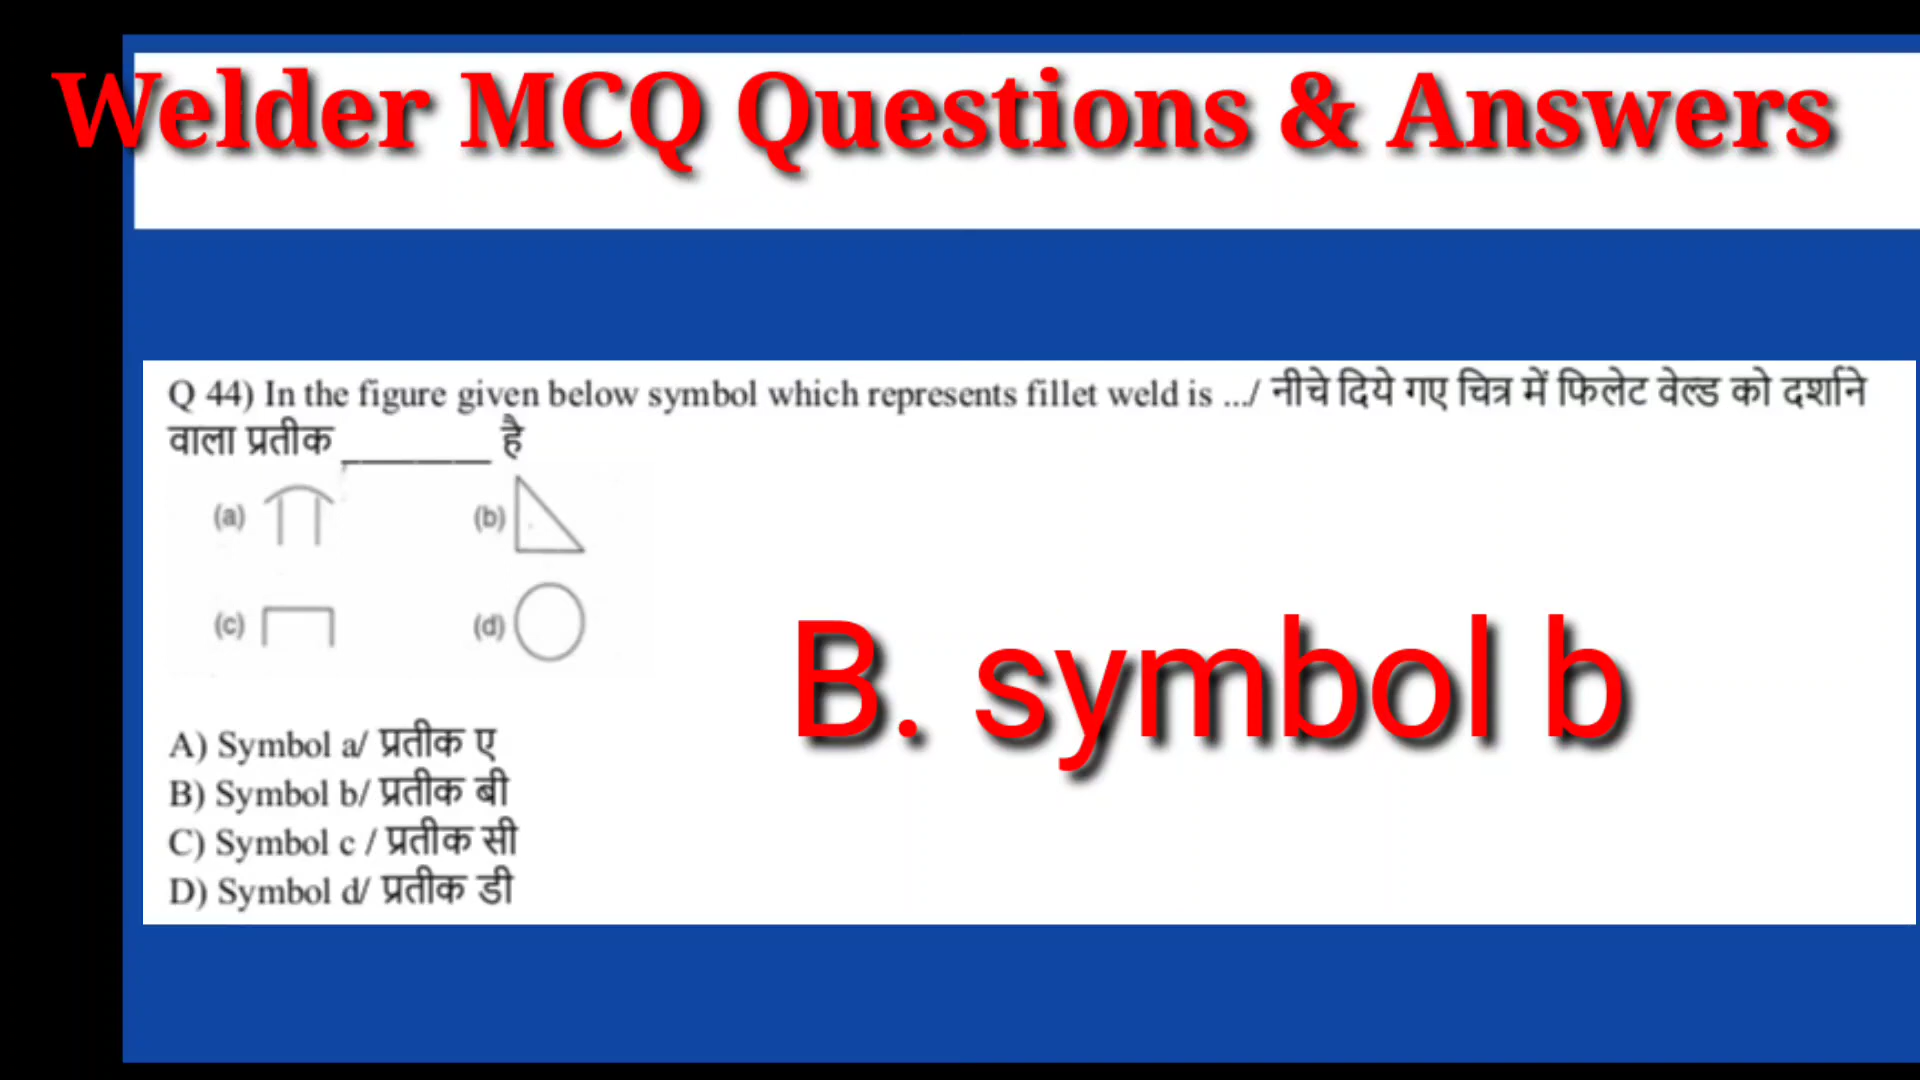 Welder MCQ Questions & Answers
Q 44) In the figure given below symbol which represents fillet weld is .../ नीचे दिये गए चित्र में फिलेट वेल्ड को दर्शाने
वाला प्रतीक ________ है
(a) (b)
(c) (d)
B. symbol b
A) Symbol a/ प्रतीक ए
B) Symbol b/ प्रतीक बी
C) Symbol c / प्रतीक सी
D) Symbol d/ प्रतीक डी